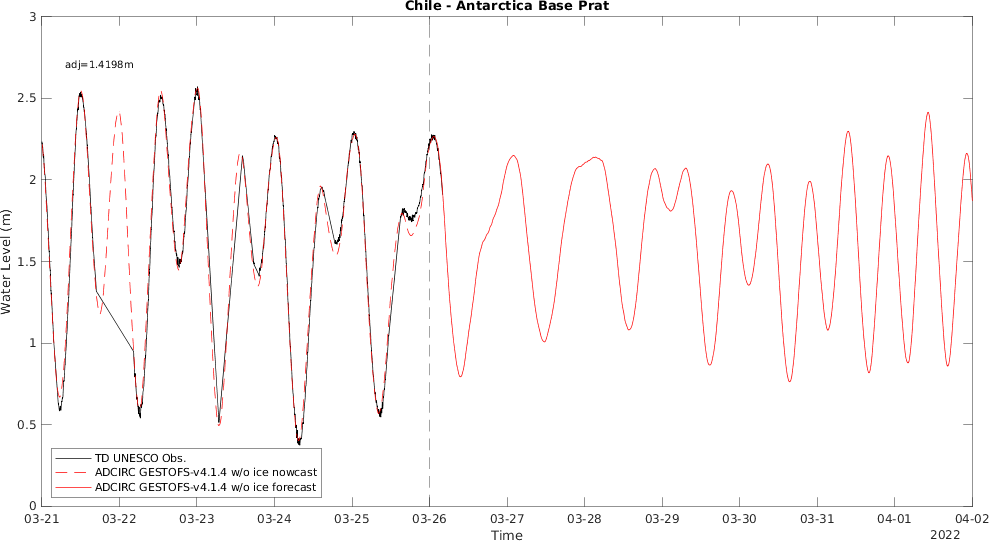 Chile - Antarctica Base Prat
adj=1.4198m
Water Level (m)
3
2.5
2
1.5
1
0.5
0
TD UNESCO Obs.
ADCIRC GESTOFS-v4.1.4 w/o ice nowcast
ADCIRC GESTOFS-v4.1.4 w/o ice forecast
03-21 03-22 03-23 03-24 03-25 03-26 03-27 03-28 03-29 03-30 03-31 04-01 04-02
Time
2022